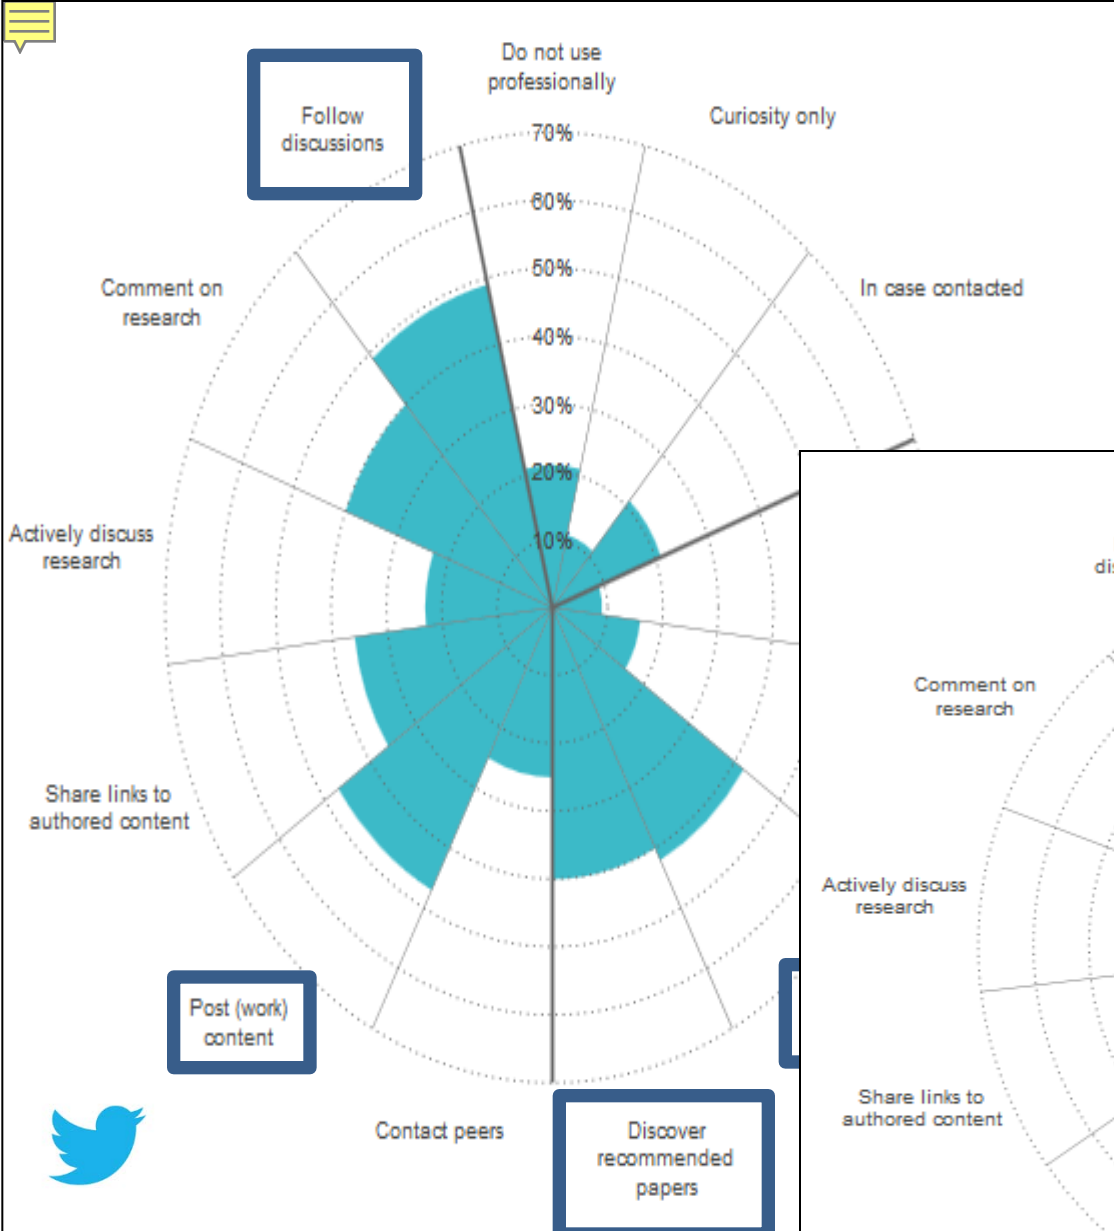 Do not use
professionally
Curiosity only
In case contacted
Follow
discussions
Comment on
research
Actively discuss
research
Share links to
authored content
Post (work)
content
Contact peers
Discover
recommended
papers
70%
60%
50%
40%
30%
20%
10%
Comment on
research
Actively discuss
research
Share links to
authored content